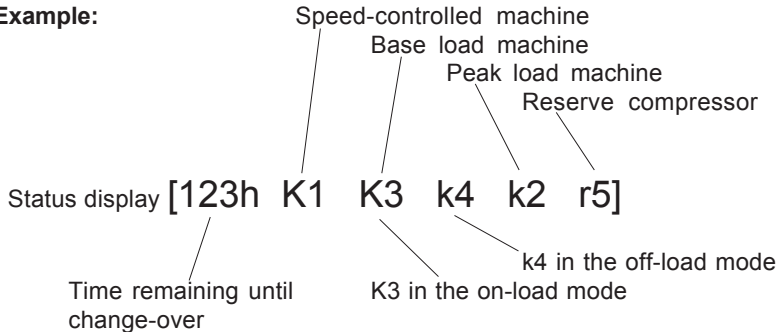 Example:
Speed-controlled machine
Base load machine
Peak load machine
Reserve compressor
Status display [123h K1 K3 k4 k2 r5]
k4 in the off-load mode
Time remaining until
change-over
K3 in the on-load mode